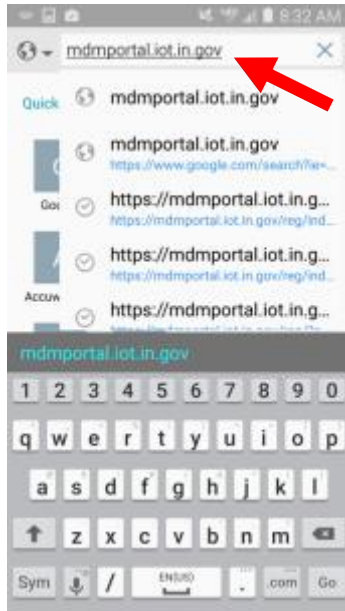 8:32 AM
mdmportal.iot.in.gov
Quick
mdmportal.iot.in.gov
mdmportal.iot.in.gov
https://www.google.com/search?ie=...
https://mdmportal.iot.in.g...
https://mdmportal.iot.in.gov/reg/ind...
https://mdmportal.iot.in.g...
https://mdmportal.iot.in.gov/reg/ind...
Accuw
https://mdmportal.iot.in.g...
mdmportal.iot.in.gov
1 2 3 4 5 6 7 8 9 0
q w e r t y u i o p
a s d f g h j k l
z x c v b n m
Sym / EN(US) . .com Go